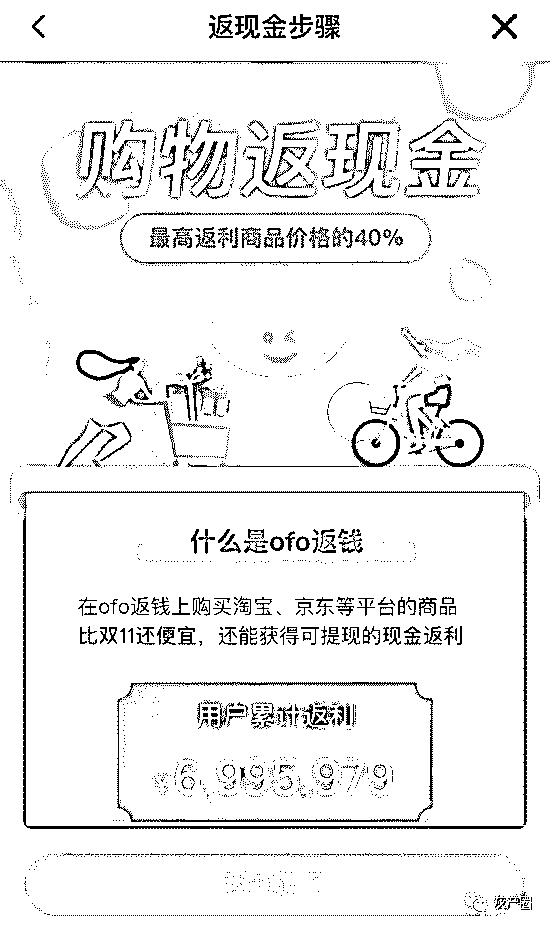 返现金步骤
购物返现金
最高返利商品价格的40%
什么是ofo返钱
在ofo返钱上购买淘宝、京东等平台的商品
比双11还便宜，还能获得可提现的现金返利
用户累计返利
6,995,979